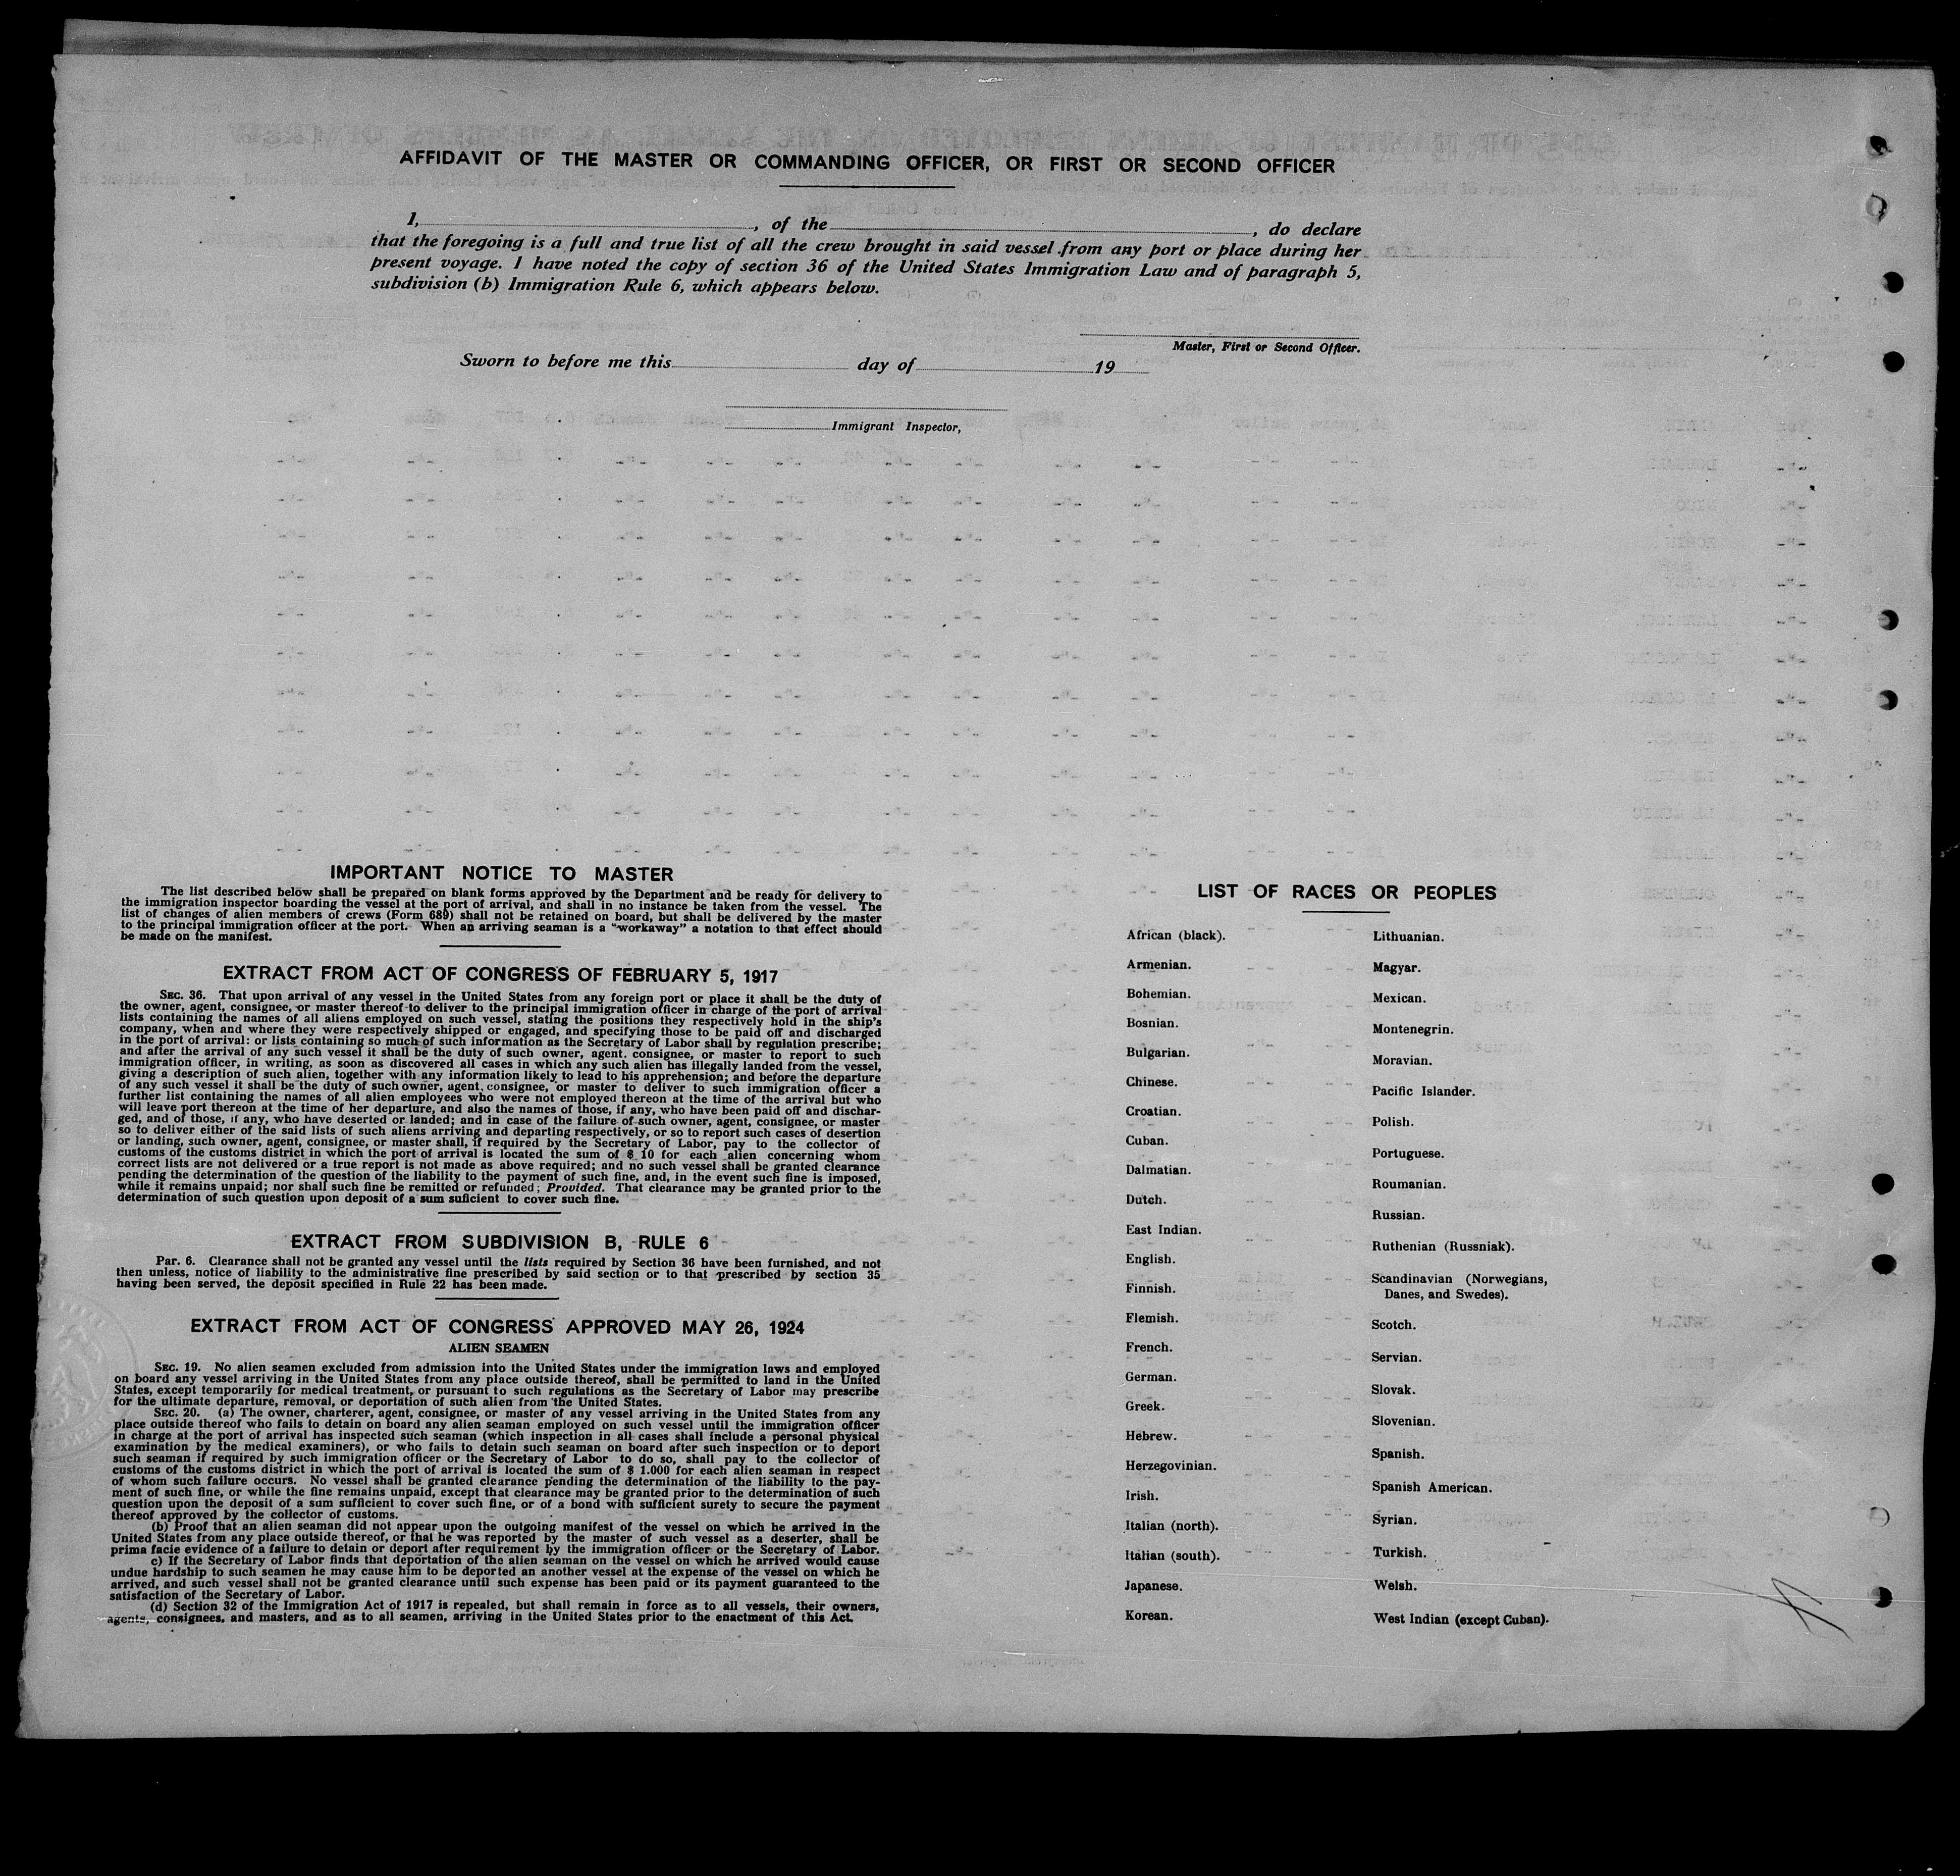 AFFIDAVIT OF THE MASTER OR COMMANDING OFFICER, OR FIRST OR SECOND OFFICER
I, , of the , do declare
that the foregoing is a full and true list of all the crew brought in said vessel from any port or place during her
present voyage. I have noted the copy of section 36 of the United States Immigration Law and of paragraph 5,
subdivision (b) Immigration Rule 6, which appears below.
Master, First or Second Officer.
Sworn to before me this day of 19
Immigrant Inspector,
IMPORTANT NOTICE TO MASTER
The list described below shall be prepared on blank forms approved by the Department and be ready for delivery to
the immigration inspector boarding the vessel at the port of arrival, and shall in no instance be taken from the vessel. The
list of changes of alien members of crews (Form 689) shall not be retained on board, but shall be delivered by the master
to the principal immigration officer at the port. When an arriving seaman is a "workaway" a notation to that effect should
be made on the manifest.
EXTRACT FROM ACT OF CONGRESS OF FEBRUARY 5, 1917
SEC. 36. That upon arrival of any vessel in the United States from any foreign port or place it shall be the duty of
the owner, agent, consignee, or master thereof to deliver to the principal immigration officer in charge of the port of arrival
lists containing the names of all aliens employed on such vessel, stating the positions they respectively hold in the ship's
company, when and where they were respectively shipped or engaged, and specifying those to be paid off and discharged
in the port of arrival: or lists containing so much of such information as the Secretary of Labor shall by regulation prescribe;
and after the arrival of any such vessel it shall be the duty of such owner, agent, consignee, or master to report to such
immigration officer, in writing, as soon as discovered all cases in which any such alien has illegally landed from the vessel,
giving a description of such alien, together with any information likely to lead to his apprehension; and before the departure
of any such vessel it shall be the duty of such owner, agent, consignee, or master to deliver to such immigration officer a
further list containing the names of all alien employees who were not employed thereon at the time of the arrival but who
will leave port thereon at the time of her departure, and also the names of those, if any, who have been paid off and dischar-
ged, and of those, if any, who have deserted or landed; and in case of the failure of such owner, agent, consignee, or master
so to deliver either of the said lists of such aliens arriving and departing respectively, or so to report such cases of desertion
or landing, such owner, agent, consignee, or master shall, if required by the Secretary of Labor, pay to the collector of
customs of the customs district in which the port of arrival is located the sum of $ 10 for each alien concerning whom
correct lists are not delivered or a true report is not made as above required; and no such vessel shall be granted clearance
pending the determination of the question of the liability to the payment of such fine, and, in the event such fine is imposed,
while it remains unpaid; nor shall such fine be remitted or refunded; Provided. That clearance may be granted prior to the
determination of such question upon deposit of a sum suficient to cover such fine.
EXTRACT FROM SUBDIVISION B, RULE 6
Par. 6. Clearance shall not be granted any vessel until the lists required by Section 36 have been furnished, and not
then unless, notice of liability to the administrative fine prescribed by said section or to that prescribed by section 35
having been served, the deposit specified in Rule 22 has been made.
EXTRACT FROM ACT OF CONGRESS APPROVED MAY 26, 1924
ALIEN SEAMEN
SEC. 19. No alien seamen excluded from admission into the United States under the immigration laws and employed
on board any vessel arriving in the United States from any place outside thereof, shall be permitted to land in the United
States, except temporarily for medical treatment, or pursuant to such regulations as the Secretary of Labor may prescribe
for the ultimate departure, removal, or deportation of such alien from the United States.
SEC. 20. (a) The owner, charterer, agent, consignee, or master of any vessel arriving in the United States from any
place outside thereof who fails to detain on board any alien seaman employed on such vessel until the immigration officer
in charge at the port of arrival has inspected such seaman (which inspection in all cases shall include a personal physical
examination by the medical examiners), or who fails to detain such seaman on board after such inspection or to deport
such seaman if required by such immigration officer or the Secretary of Labor to do so, shall pay to the collector of
customs of the customs district in which the port of arrival is located the sum of $ 1.000 for each alien seaman in respect
of whom such failure occurs. No vessel shall be granted clearance pending the determination of the liability to the pay-
ment of such fine, or while the fine remains unpaid, except that clearance may be granted prior to the determination of such
question upon the deposit of a sum sufficient to cover such fine, or of a bond with sufficient surety to secure the payment
thereof approved by the collector of customs.
(b) Proof that an alien seaman did not appear upon the outgoing manifest of the vessel on which he arrived in the
United States from any place outside thereof, or that he was reported by the master of such vessel as a deserter, shall be
prima facie evidence of a failure to detain or deport after requirement by the immigration officer or the Secretary of Labor.
c) If the Secretary of Labor finds that deportation of the alien seaman on the vessel on which he arrived would cause
undue hardship to such seamen he may cause him to be deported an another vessel at the expense of the vessel on which he
arrived, and such vessel shall not be granted clearance until such expense has been paid or its payment guaranteed to the
satisfaction of the Secretary of Labor.
(d) Section 32 of the Immigration Act of 1917 is repealed, but shall remain in force as to all vessels, their owners,
agents, consignees, and masters, and as to all seamen, arriving in the United States prior to the enactment of this Act.
LIST OF RACES OR PEOPLES
African (black).
Armenian.
Bohemian.
Bosnian.
Bulgarian.
Chinese.
Croatian.
Cuban.
Dalmatian.
Dutch.
East Indian.
English.
Finnish.
Flemish.
French.
German.
Greek.
Hebrew.
Herzegovinian.
Irish.
Italian (north).
Italian (south).
Japanese.
Korean.
Lithuanian.
Magyar.
Mexican.
Montenegrin.
Moravian.
Pacific Islander.
Polish.
Portuguese.
Roumanian.
Russian.
Ruthenian (Russniak).
Scandinavian (Norwegians,
Danes, and Swedes).
Scotch.
Servian.
Slovak.
Slovenian.
Spanish.
Spanish American.
Syrian.
Turkish.
Welsh.
West Indian (except Cuban).